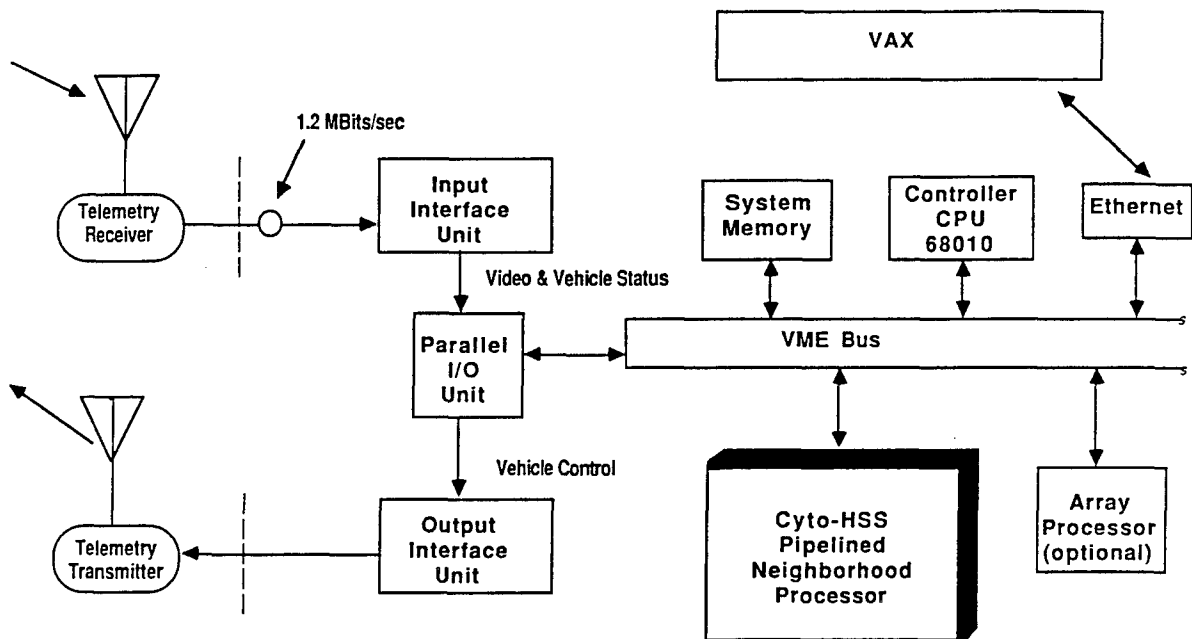 VAX
1.2 MBits/sec
Telemetry
Receiver
Input
Interface
Unit
System
Memory
Controller
CPU
68010
Ethernet
Video & Vehicle Status
Parallel
I/O
Unit
VME Bus
Vehicle Control
Telemetry
Transmitter
Output
Interface
Unit
Cyto-HSS
Pipelined
Neighborhood
Processor
Array
Processor
(optional)